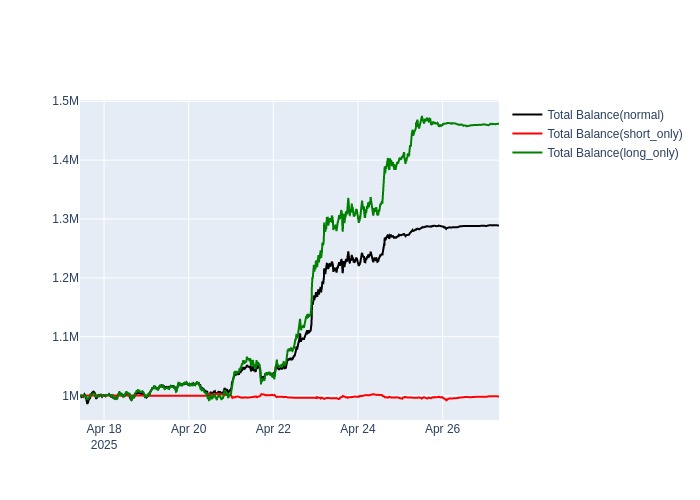 1.5M
1.4M
1.3M
1.2M
1.1M
1M
Apr 18
2025
Apr 20
Apr 22
Apr 24
Apr 26
Total Balance(normal)
Total Balance(short_only)
Total Balance(long_only)